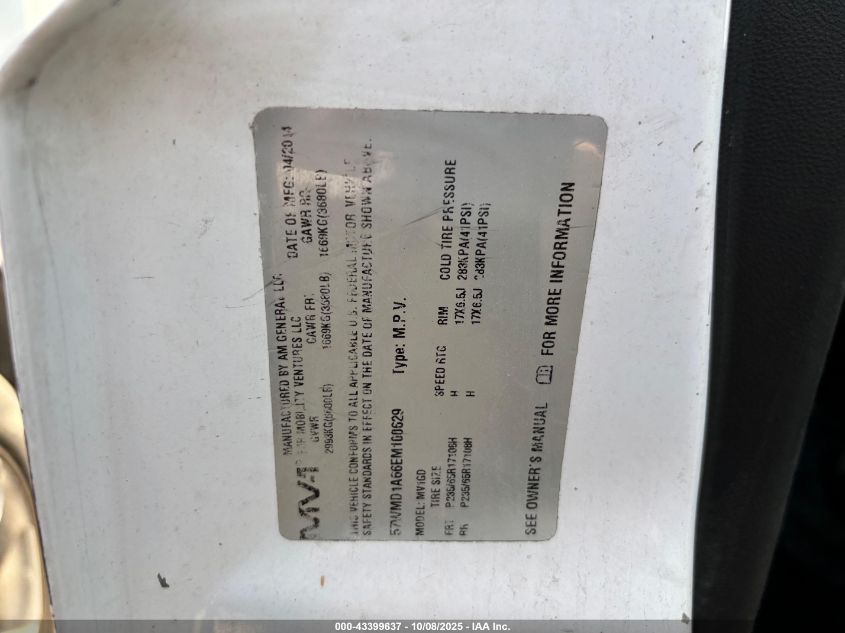 MV-1
MANUFACTURED BY AM GENERAL LLC DATE OF MFG: 04/2014
FOR MOBILITY VENTURES LLC
GVWR GAWR FRT GAWR RR
2993KG(6600LB) 1669KG(3680LB) 1669KG(3680LB)
THIS VEHICLE CONFORMS TO ALL APPLICABLE U.S. FEDERAL MOTOR VEHICLE
SAFETY STANDARDS IN EFFECT ON THE DATE OF MANUFACTURE SHOWN ABOVE.
57WMD1A66EM100629 Type: M.P.V.
MODEL: MV1GD
TIRE SIZE SPEED RTG RIM COLD TIRE PRESSURE
FRT P235/65R17108H H 17X6.5J 283KPA(41PSI)
RR P235/65R17108H H 17X6.5J 283KPA(41PSI)
SEE OWNER'S MANUAL FOR MORE INFORMATION
000-43399637 - 10/08/2025 - IAA Inc.